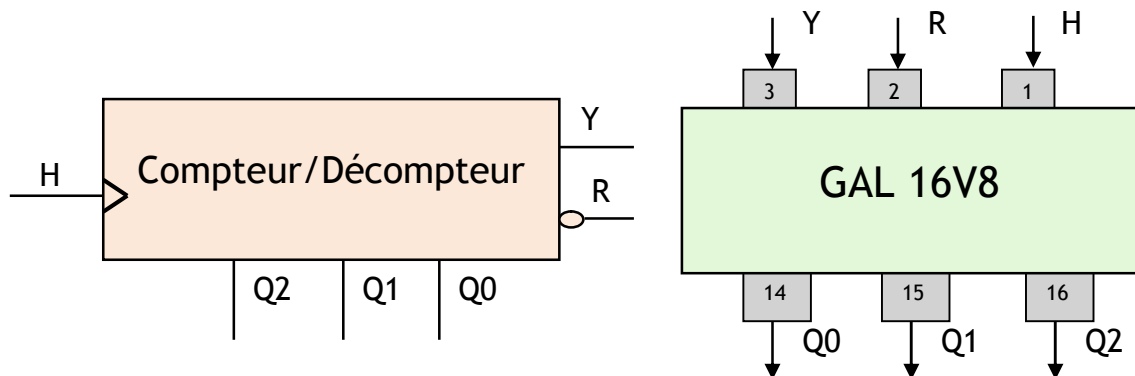 Y R H
3 2 1
Y
H
Compteur/Décompteur
R
GAL 16V8
Q2 Q1 Q0
14 15 16
Q0 Q1 Q2